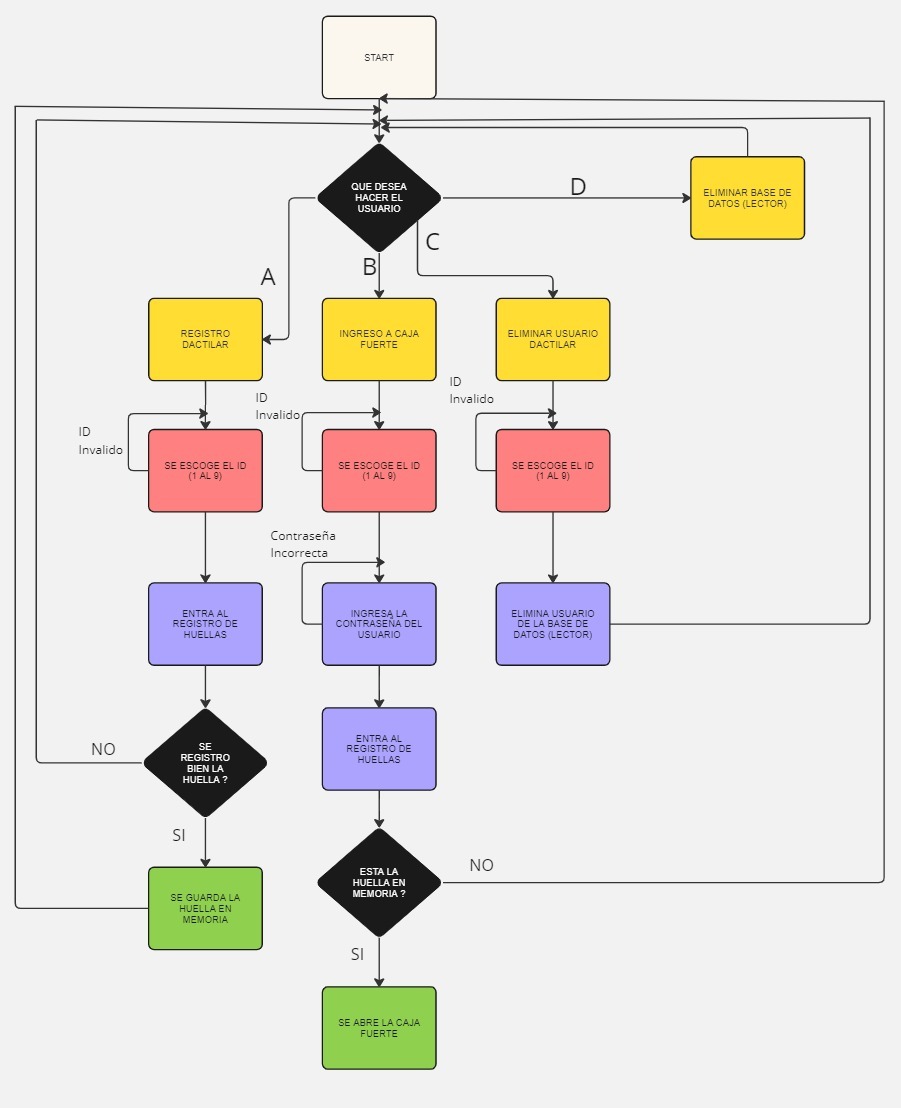 START
QUE DESEA
HACER EL
USUARIO
D
ELIMINAR BASE DE
DATOS (LECTOR)
A
B
C
REGISTRO
DACTILAR
INGRESO A CAJA
FUERTE
ELIMINAR USUARIO
DACTILAR
ID
Invalido
ID
Invalido
ID
Invalido
SE ESCOGE EL ID
(1 AL 9)
SE ESCOGE EL ID
(1 AL 9)
SE ESCOGE EL ID
(1 AL 9)
Contraseña
Incorrecta
ENTRA AL
REGISTRO DE
HUELLAS
INGRESA LA
CONTRASEÑA DEL
USUARIO
ELIMINA USUARIO
DE LA BASE DE
DATOS (LECTOR)
NO
SE
REGISTRO
BIEN LA
HUELLA ?
ENTRA AL
REGISTRO DE
HUELLAS
SI
SE GUARDA LA
HUELLA EN
MEMORIA
ESTA LA
HUELLA EN
MEMORIA ?
NO
SI
SE ABRE LA CAJA
FUERTE